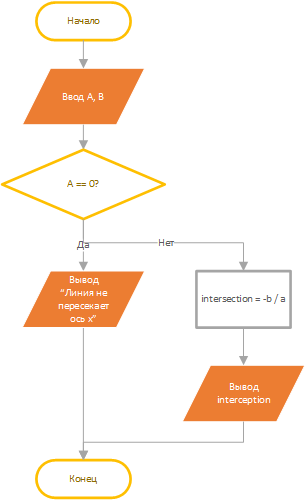 Начало
Ввод A, B
A == 0?
Да
Нет
Вывод
“Линия не
пересекает
ось x”
intersection = -b / a
Вывод
interception
Конец